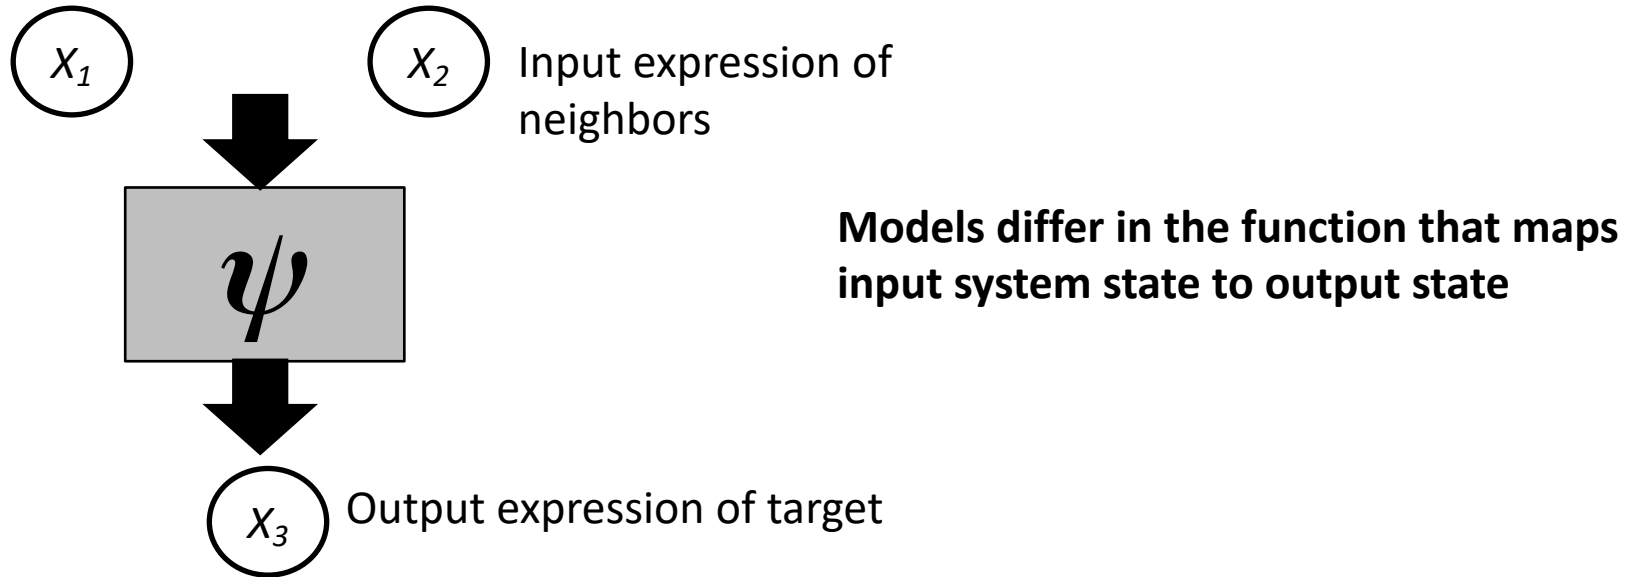 X₁
X₂
Input expression of
neighbors
Models differ in the function that maps
input system state to output state
ψ
X₃
Output expression of target